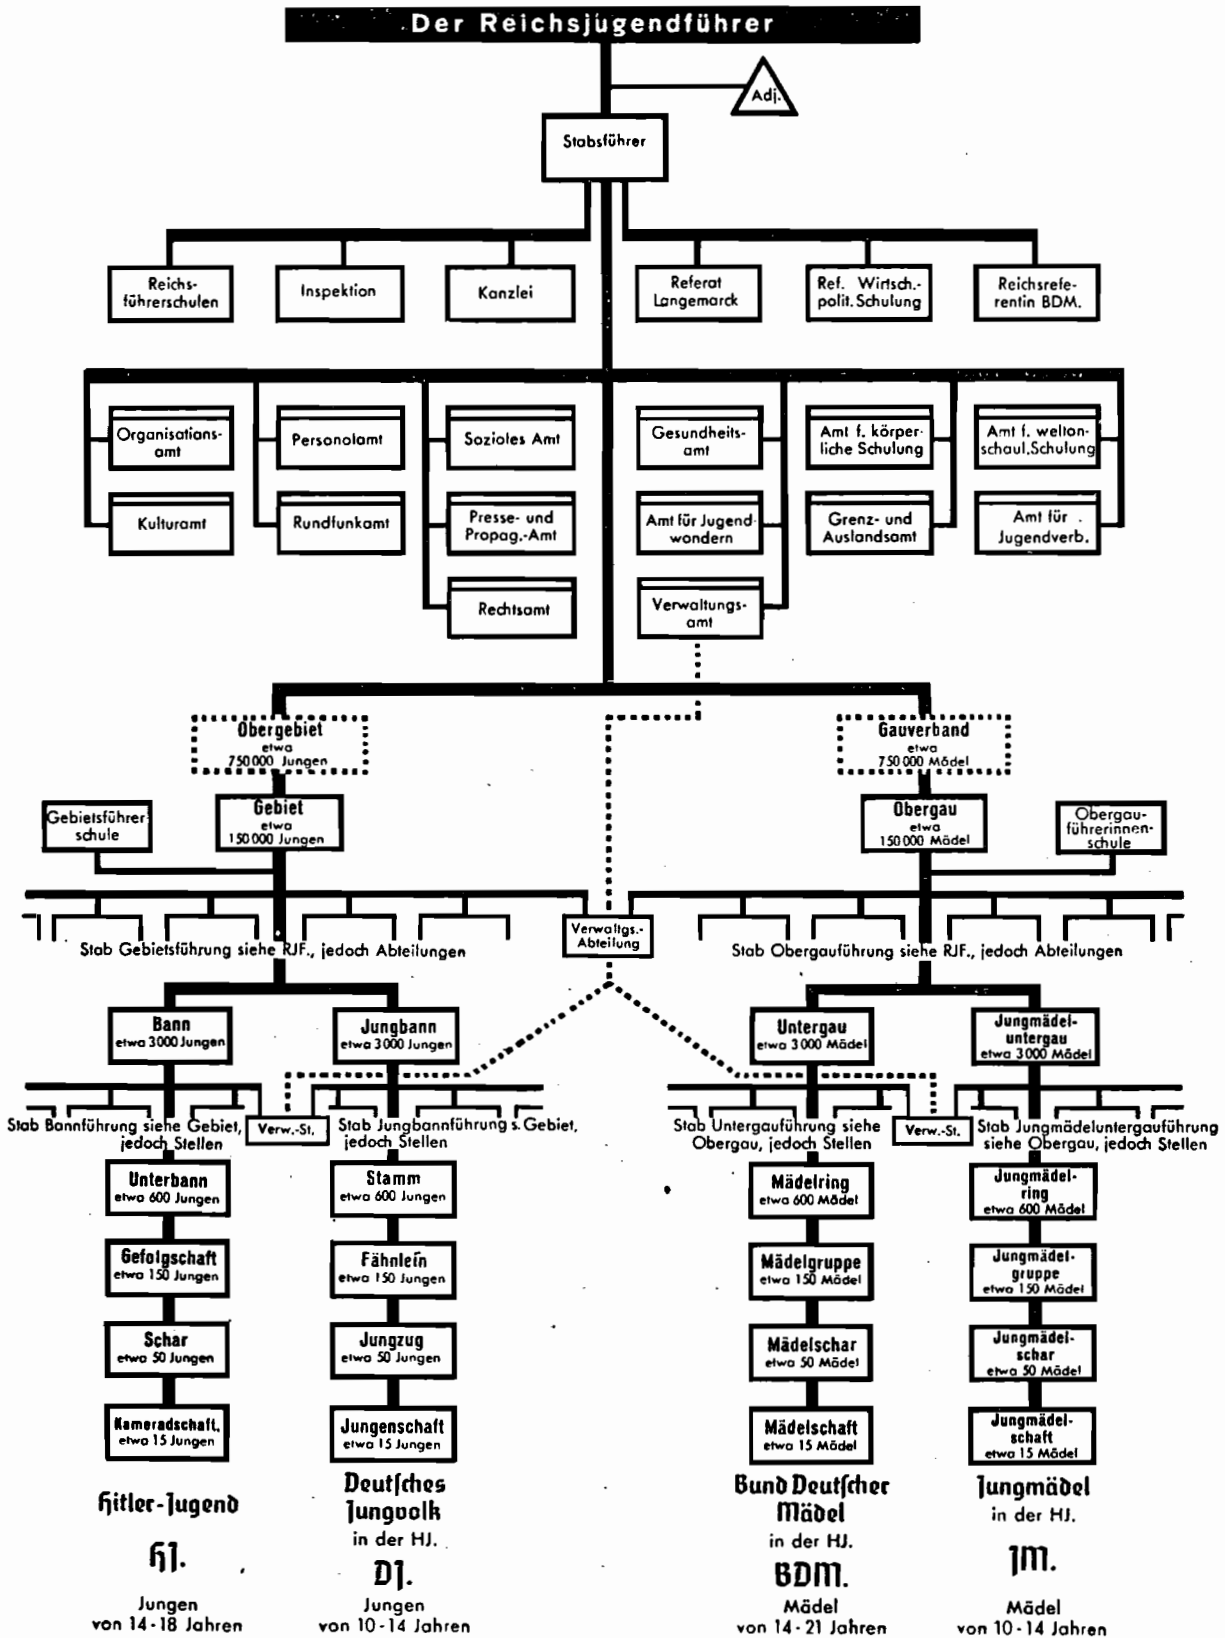 Der Reichsjugendführer
Adj.
Stabsführer
Reichs-
führerschulen
Inspektion
Kanzlei
Referat
Langemarck
Ref. Wirtsch.-
polit. Schulung
Reichsrefe-
rentin BDM.
Organisations-
amt
Personalamt
Soziales Amt
Gesundheits-
amt
Amt f. körper-
liche Schulung
Amt f. weltan-
schaul. Schulung
Kulturamt
Rundfunkamt
Presse- und
Propag.-Amt
Amt für Jugend-
wandern
Grenz- und
Auslandsamt
Amt für
Jugendverb.
Rechtsamt
Verwaltungs-
amt
Obergebiet
etwa
750000 Jungen
Gauverband
etwa
750000 Mädel
Gebietsführer
schule
Gebiet
etwa
150000 Jungen
Obergau
etwa
150000 Mädel
Obergau-
führerinnen-
schule
Stab Gebietsführung siehe RJF., jedoch Abteilungen
Verwaltgs.-
Abteilung
Stab Obergauführung siehe RJF., jedoch Abteilungen
Bann
etwa 3000 Jungen
Jungbann
etwa 3000 Jungen
Untergau
etwa 3000 Mädel
Jungmädel-
untergau
etwa 3000 Mädel
Stab Bannführung siehe Gebiet,
jedoch Stellen
Verw.-St.
Stab Jungbannführung s. Gebiet,
jedoch Stellen
Stab Untergauführung siehe
Obergau, jedoch Stellen
Verw.-St.
Stab Jungmädeluntergauführung
siehe Obergau, jedoch Stellen
Unterbann
etwa 600 Jungen
Stamm
etwa 600 Jungen
Mädelring
etwa 600 Mädel
Jungmädel-
ring
etwa 600 Mädel
Gefolgschaft
etwa 150 Jungen
Fähnlein
etwa 150 Jungen
Mädelgruppe
etwa 150 Mädel
Jungmädel-
gruppe
etwa 150 Mädel
Schar
etwa 50 Jungen
Jungzug
etwa 50 Jungen
Mädelschar
etwa 50 Mädel
Jungmädel-
schar
etwa 50 Mädel
Kameradschaft.
etwa 15 Jungen
Jungenschaft
etwa 15 Jungen
Mädelschaft
etwa 15 Mädel
Jungmädel-
schaft
etwa 15 Mädel
Hitler-Jugend
HJ.
Jungen
von 14-18 Jahren
Deutsches
Jungvolk
in der HJ.
DJ.
Jungen
von 10-14 Jahren
Bund Deutscher
Mädel
in der HJ.
BDM.
Mädel
von 14-21 Jahren
Jungmädel
in der HJ.
JM.
Mädel
von 10-14 Jahren